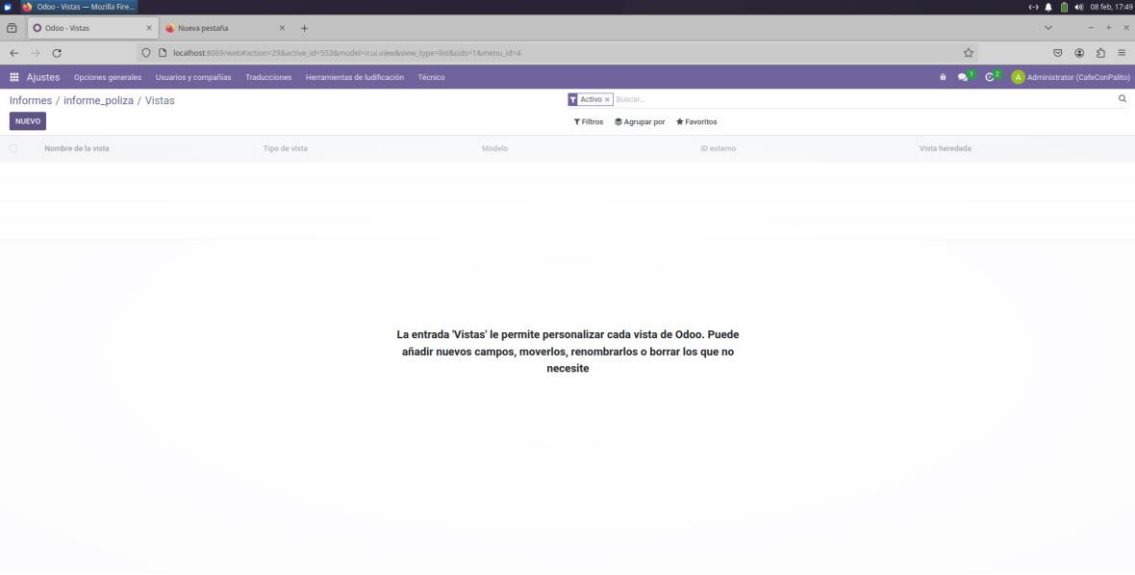 Odoo - Vistas — Mozilla Fire...
08 feb, 17:49
Odoo - Vistas
Nueva pestaña
localhost:8069/web#action=29&active_id=553&model=ir.ui.view&view_type=list&cids=1&menu_id=4
Ajustes Opciones generales Usuarios y compañías Traducciones Herramientas de ludificación Técnico 1 2 A Administrator (CafeConPalito)
Informes / informe_poliza / Vistas
Activo × Buscar...
NUEVO
Filtros Agrupar por Favoritos
Nombre de la vista Tipo de vista Modelo ID externo Vista heredada
La entrada 'Vistas' le permite personalizar cada vista de Odoo. Puede
añadir nuevos campos, moverlos, renombrarlos o borrar los que no
necesite